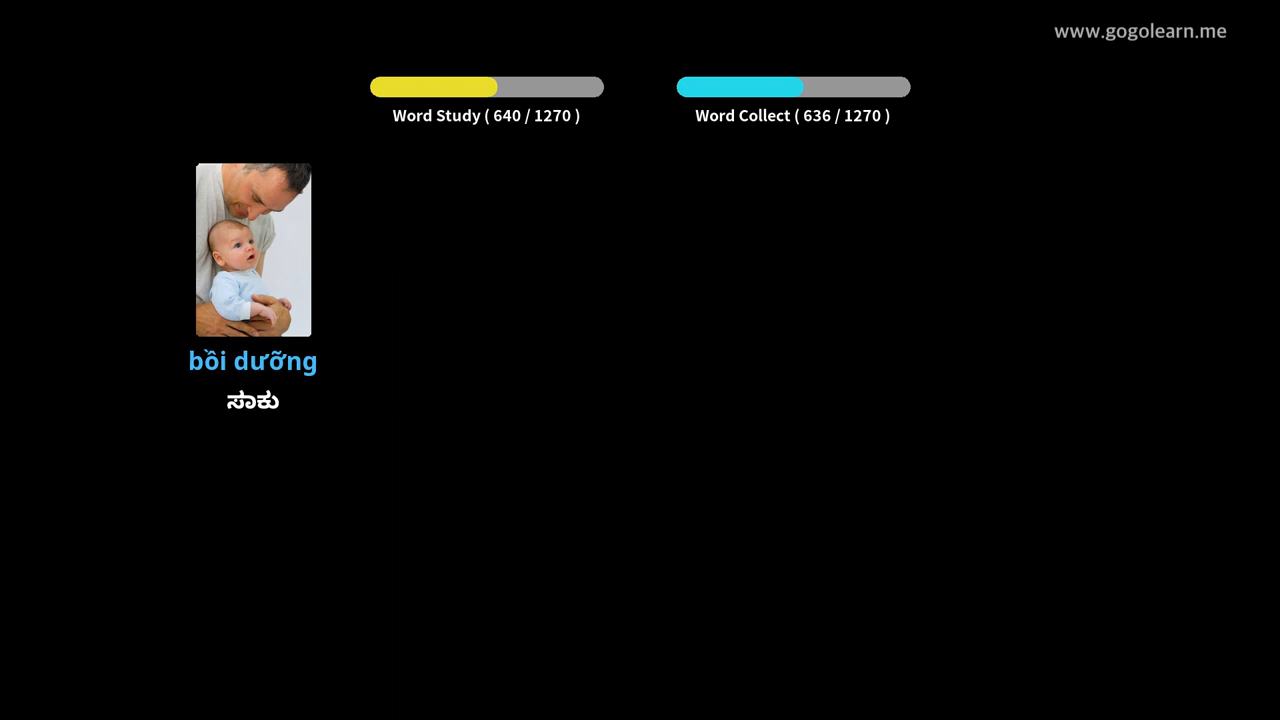 www.gogolearn.me
Word Study ( 640 / 1270 )
Word Collect ( 636 / 1270 )
bồi dưỡng
ಸಾಕು